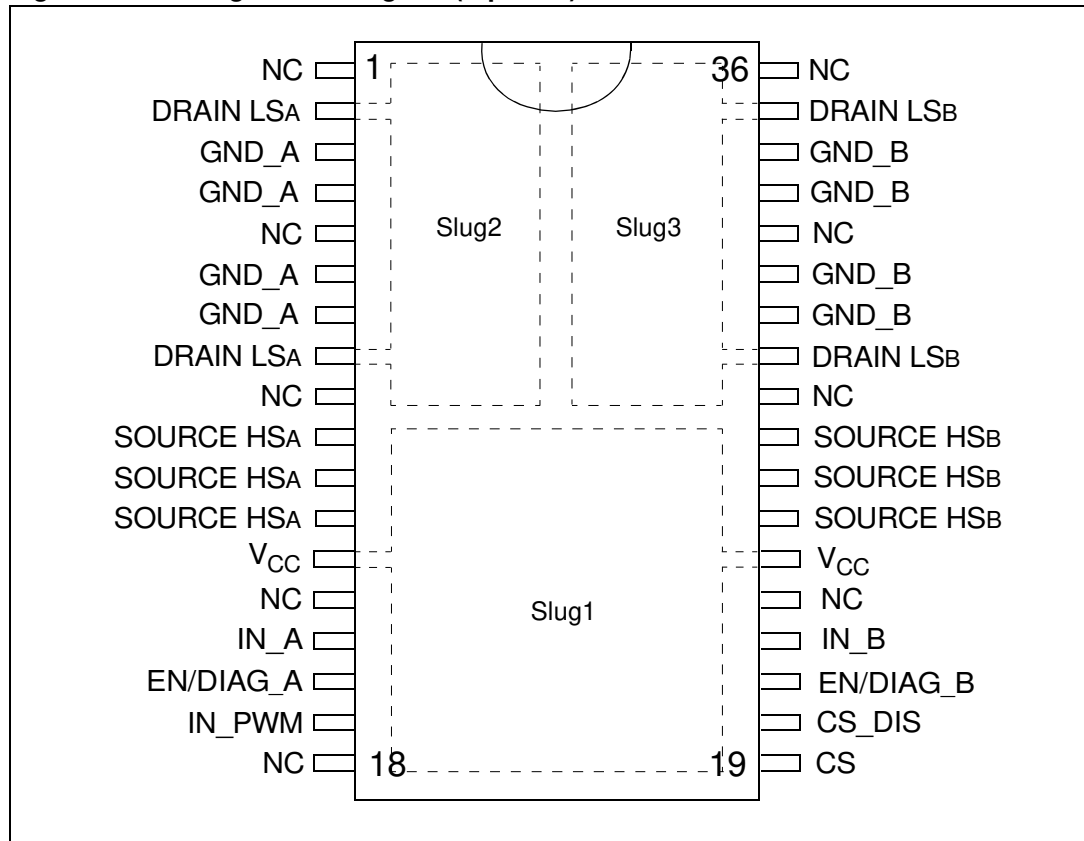 NC 1 36 NC
DRAIN LSA DRAIN LSB
GND_A GND_B
GND_A GND_B
NC Slug2 Slug3 NC
GND_A GND_B
GND_A GND_B
DRAIN LSA DRAIN LSB
NC NC
SOURCE HSA SOURCE HSB
SOURCE HSA SOURCE HSB
SOURCE HSA SOURCE HSB
VCC VCC
NC Slug1 NC
IN_A IN_B
EN/DIAG_A EN/DIAG_B
IN_PWM CS_DIS
NC 18 19 CS